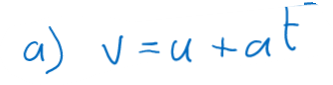 a) v = u + at